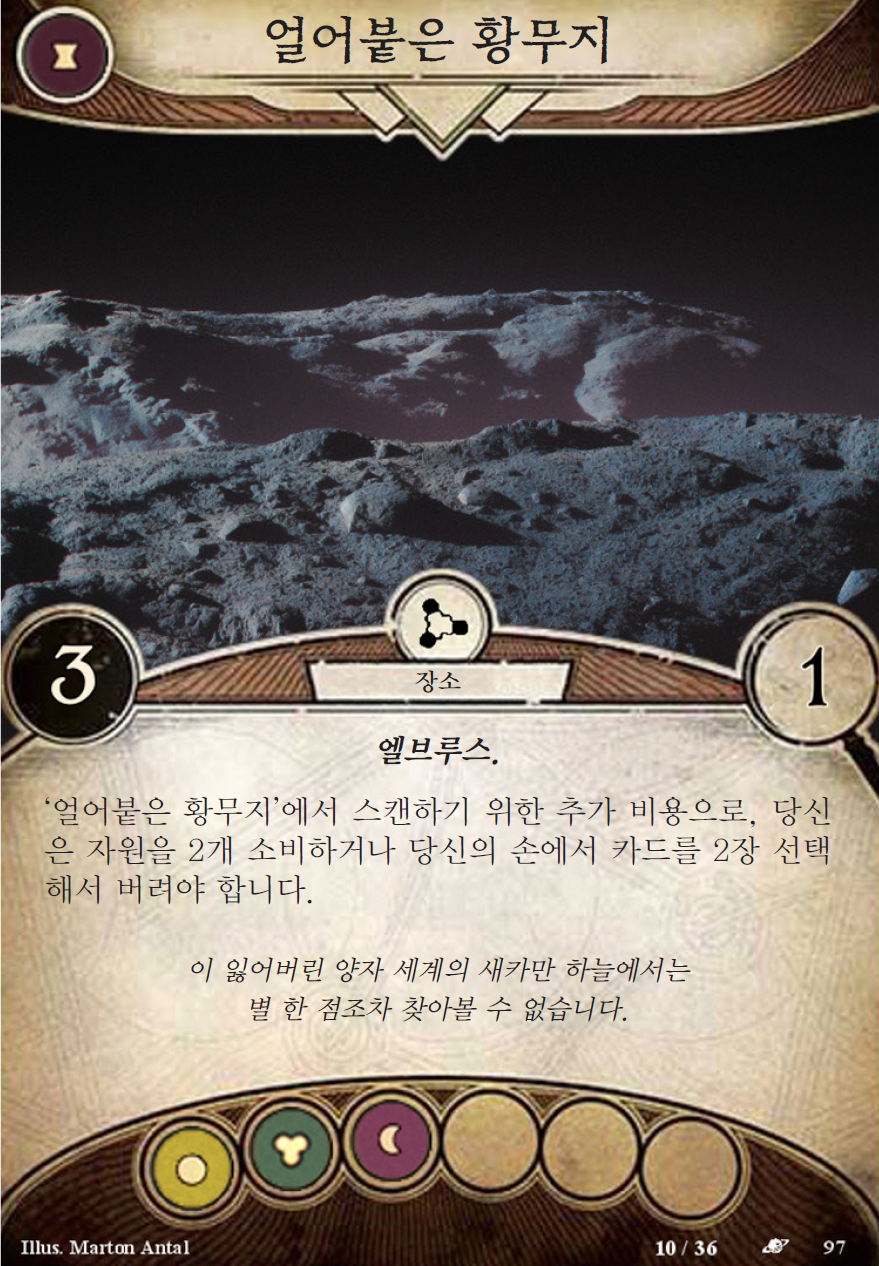 얼어붙은 황무지
3
장소
1
엘브루스.
‘얼어붙은 황무지’에서 스캔하기 위한 추가 비용으로, 당신
은 자원을 2개 소비하거나 당신의 손에서 카드를 2장 선택
해서 버려야 합니다.
이 잃어버린 양자 세계의 새카만 하늘에서는
별 한 점조차 찾아볼 수 없습니다.
Illus. Marton Antal
10 / 36
97